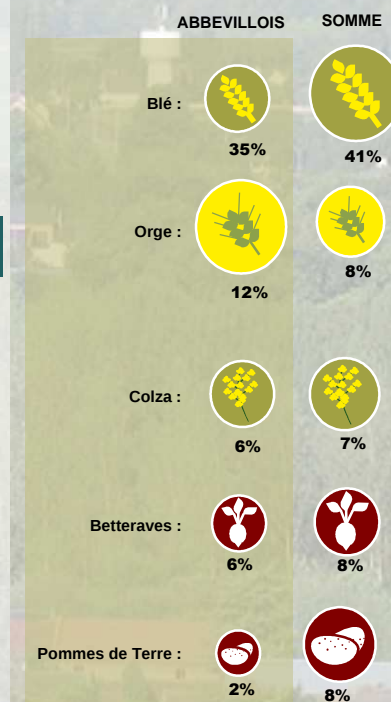 ABBEVILLOIS SOMME
Blé :
35% 41%
Orge :
12% 8%
Colza :
6% 7%
Betteraves :
6% 8%
Pommes de Terre :
2% 8%